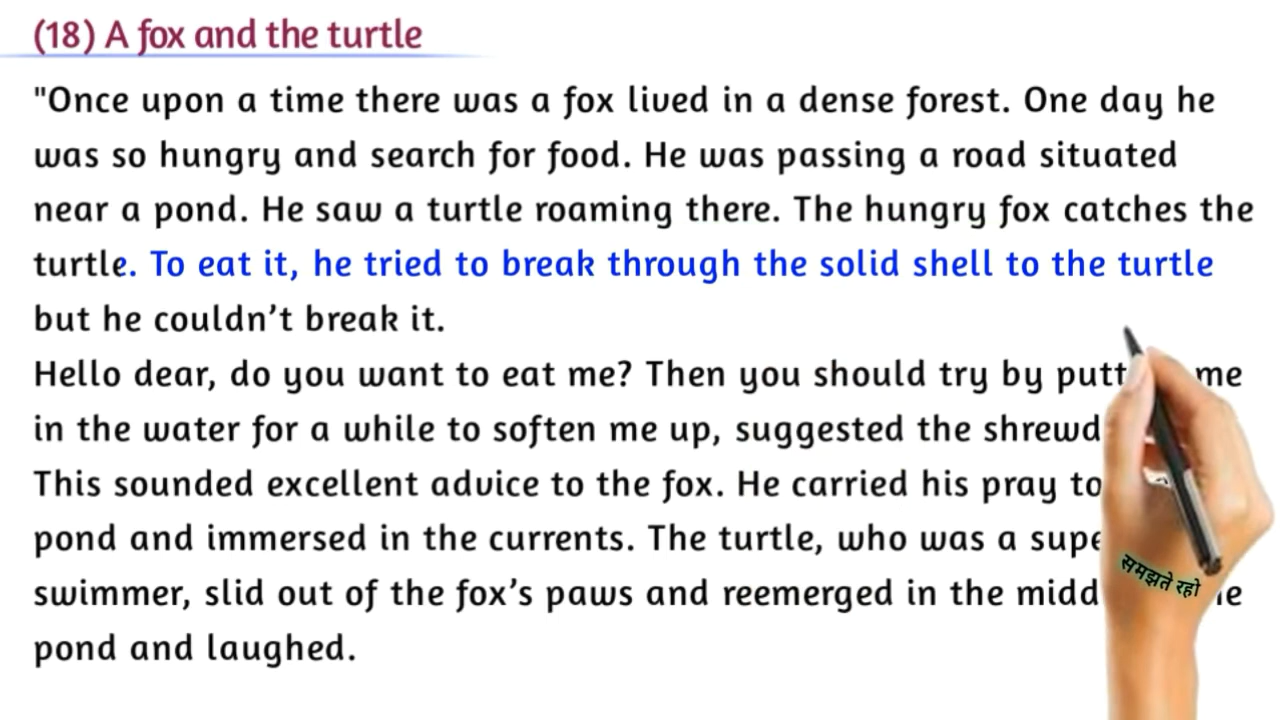 (18) A fox and the turtle
"Once upon a time there was a fox lived in a dense forest. One day he
was so hungry and search for food. He was passing a road situated
near a pond. He saw a turtle roaming there. The hungry fox catches the
turtle. To eat it, he tried to break through the solid shell to the turtle
but he couldn’t break it.
Hello dear, do you want to eat me? Then you should try by me
in the water for a while to soften me up, suggested the shrewd
This sounded excellent advice to the fox. He carried his pray to
pond and immersed in the currents. The turtle, who was a
swimmer, slid out of the fox’s paws and reemerged in the
pond and laughed.
समझते रहो